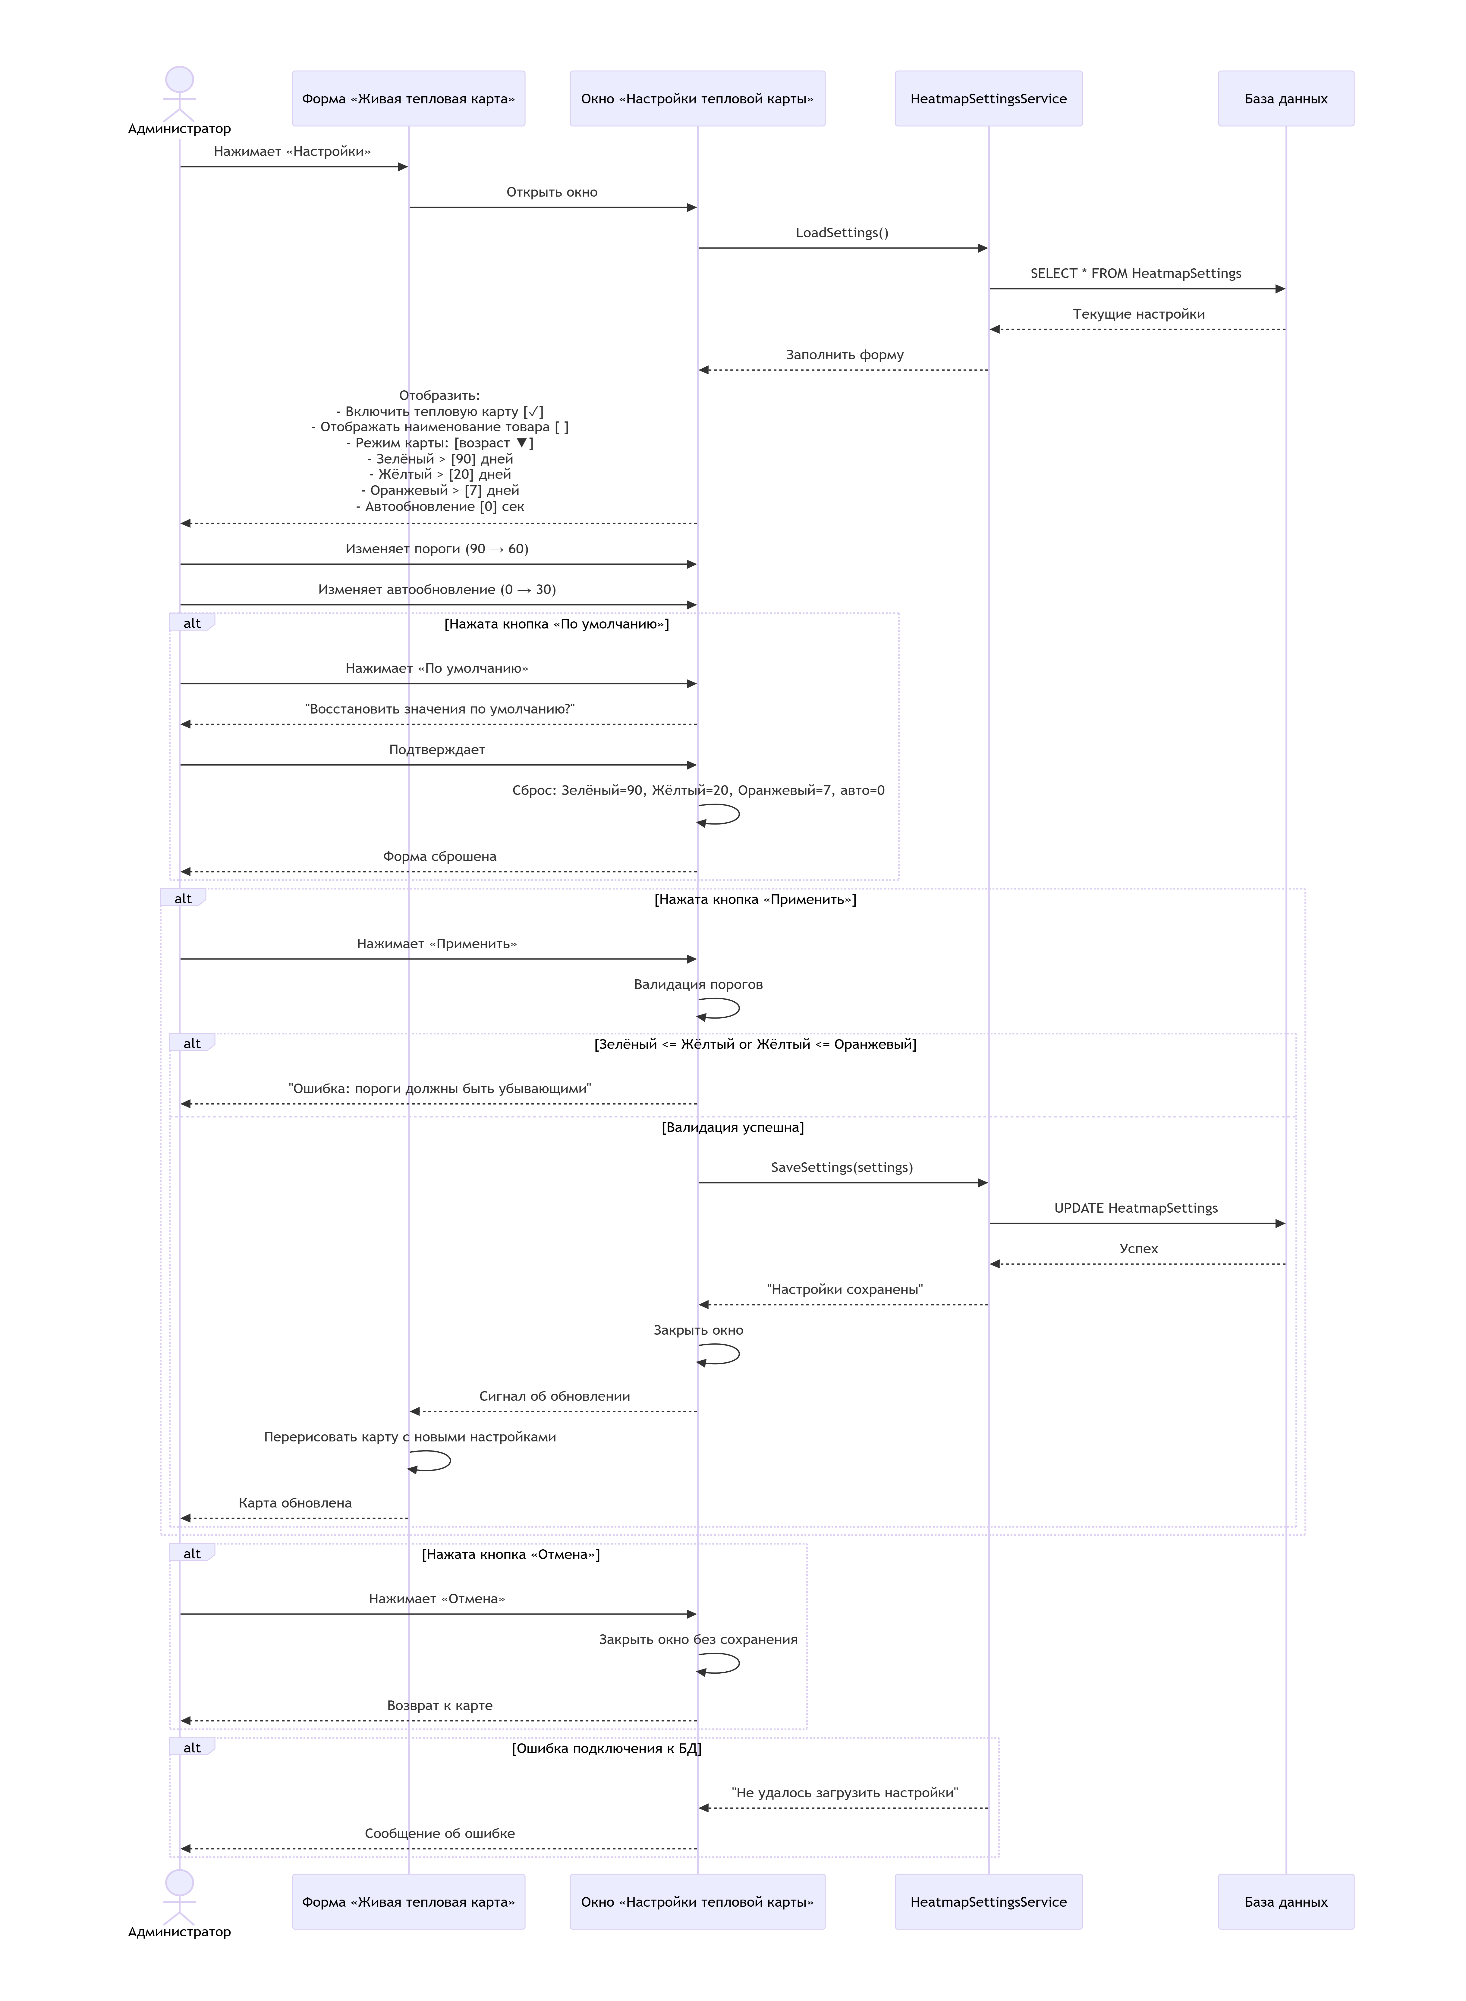 Администратор
Форма «Живая тепловая карта»
Окно «Настройки тепловой карты»
HeatmapSettingsService
База данных
Нажимает «Настройки»
Открыть окно
LoadSettings()
SELECT * FROM HeatmapSettings
Текущие настройки
Заполнить форму
Отобразить:
- Включить тепловую карту [✓]
- Отображать наименование товара [ ]
- Режим карты: [возраст ▼]
- Зелёный > [90] дней
- Жёлтый > [20] дней
- Оранжевый > [7] дней
- Автообновление [0] сек
Изменяет пороги (90 → 60)
Изменяет автообновление (0 → 30)
alt
[Нажата кнопка «По умолчанию»]
Нажимает «По умолчанию»
"Восстановить значения по умолчанию?"
Подтверждает
Сброс: Зелёный=90, Жёлтый=20, Оранжевый=7, авто=0
Форма сброшена
alt
[Нажата кнопка «Применить»]
Нажимает «Применить»
Валидация порогов
alt
[Зелёный <= Жёлтый or Жёлтый <= Оранжевый]
"Ошибка: пороги должны быть убывающими"
[Валидация успешна]
SaveSettings(settings)
UPDATE HeatmapSettings
Успех
"Настройки сохранены"
Закрыть окно
Сигнал об обновлении
Перерисовать карту с новыми настройками
Карта обновлена
alt
[Нажата кнопка «Отмена»]
Нажимает «Отмена»
Закрыть окно без сохранения
Возврат к карте
alt
[Ошибка подключения к БД]
"Не удалось загрузить настройки"
Сообщение об ошибке
Администратор
Форма «Живая тепловая карта»
Окно «Настройки тепловой карты»
HeatmapSettingsService
База данных